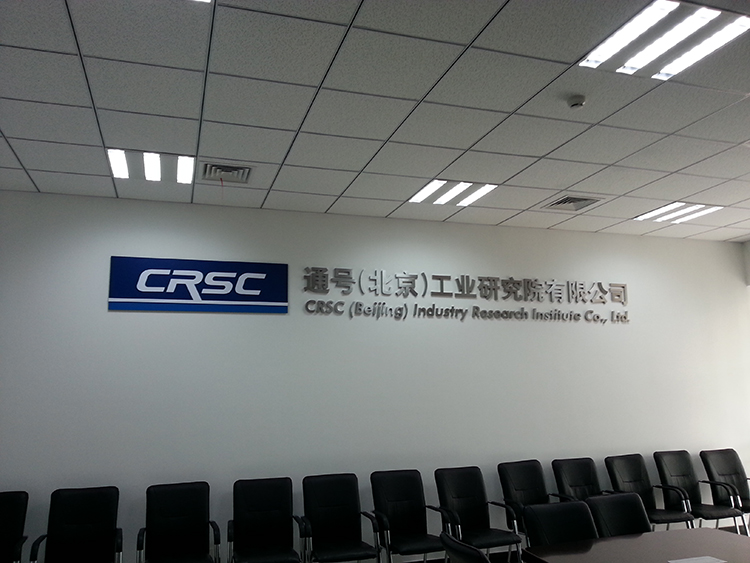 CRSC
通号(北京)工业研究院有限公司
CRSC (Beijing) Industry Research Institute Co., Ltd.